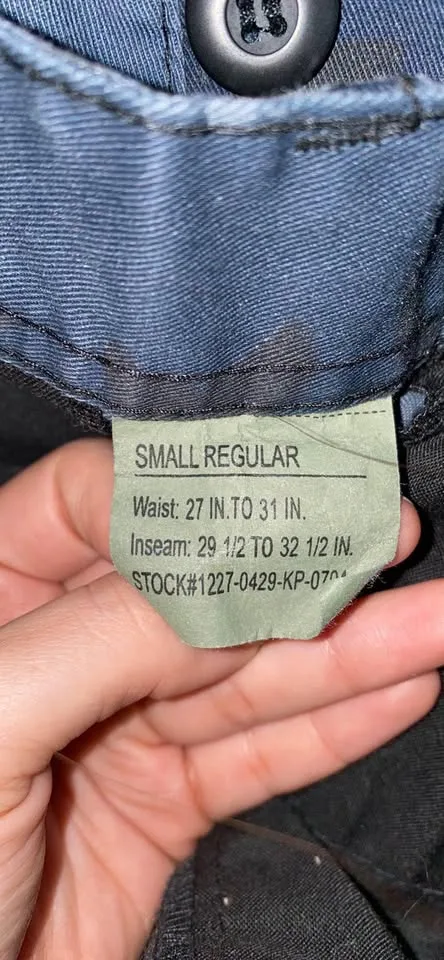 SMALL REGULAR
Waist: 27 IN.TO 31 IN.
Inseam: 29 1/2 TO 32 1/2 IN.
STOCK#1227-0429-KP-0704